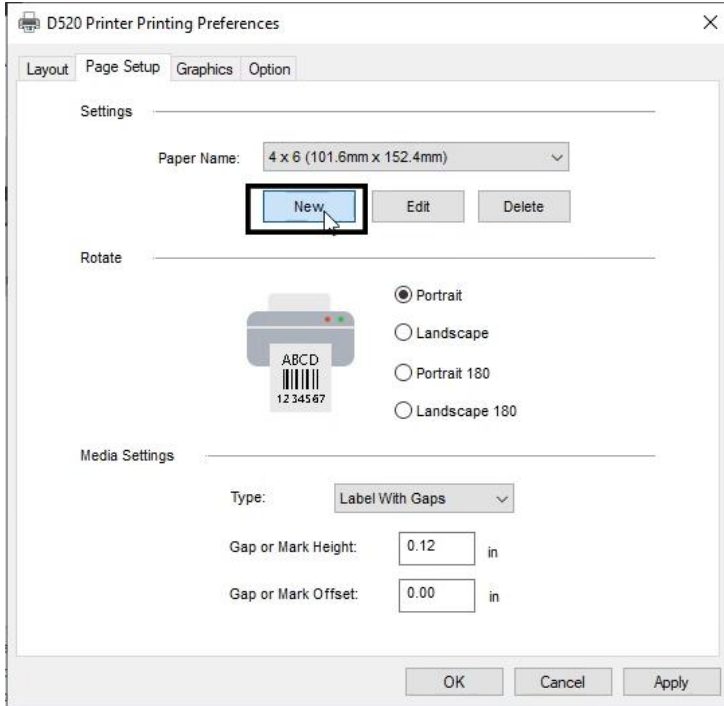 D520 Printer Printing Preferences
Layout Page Setup Graphics Option
Settings
Paper Name: 4 x 6 (101.6mm x 152.4mm)
New Edit Delete
Rotate
Portrait
Landscape
Portrait 180
Landscape 180
ABCD
1234567
Media Settings
Type: Label With Gaps
Gap or Mark Height: 0.12 in
Gap or Mark Offset: 0.00 in
OK Cancel Apply